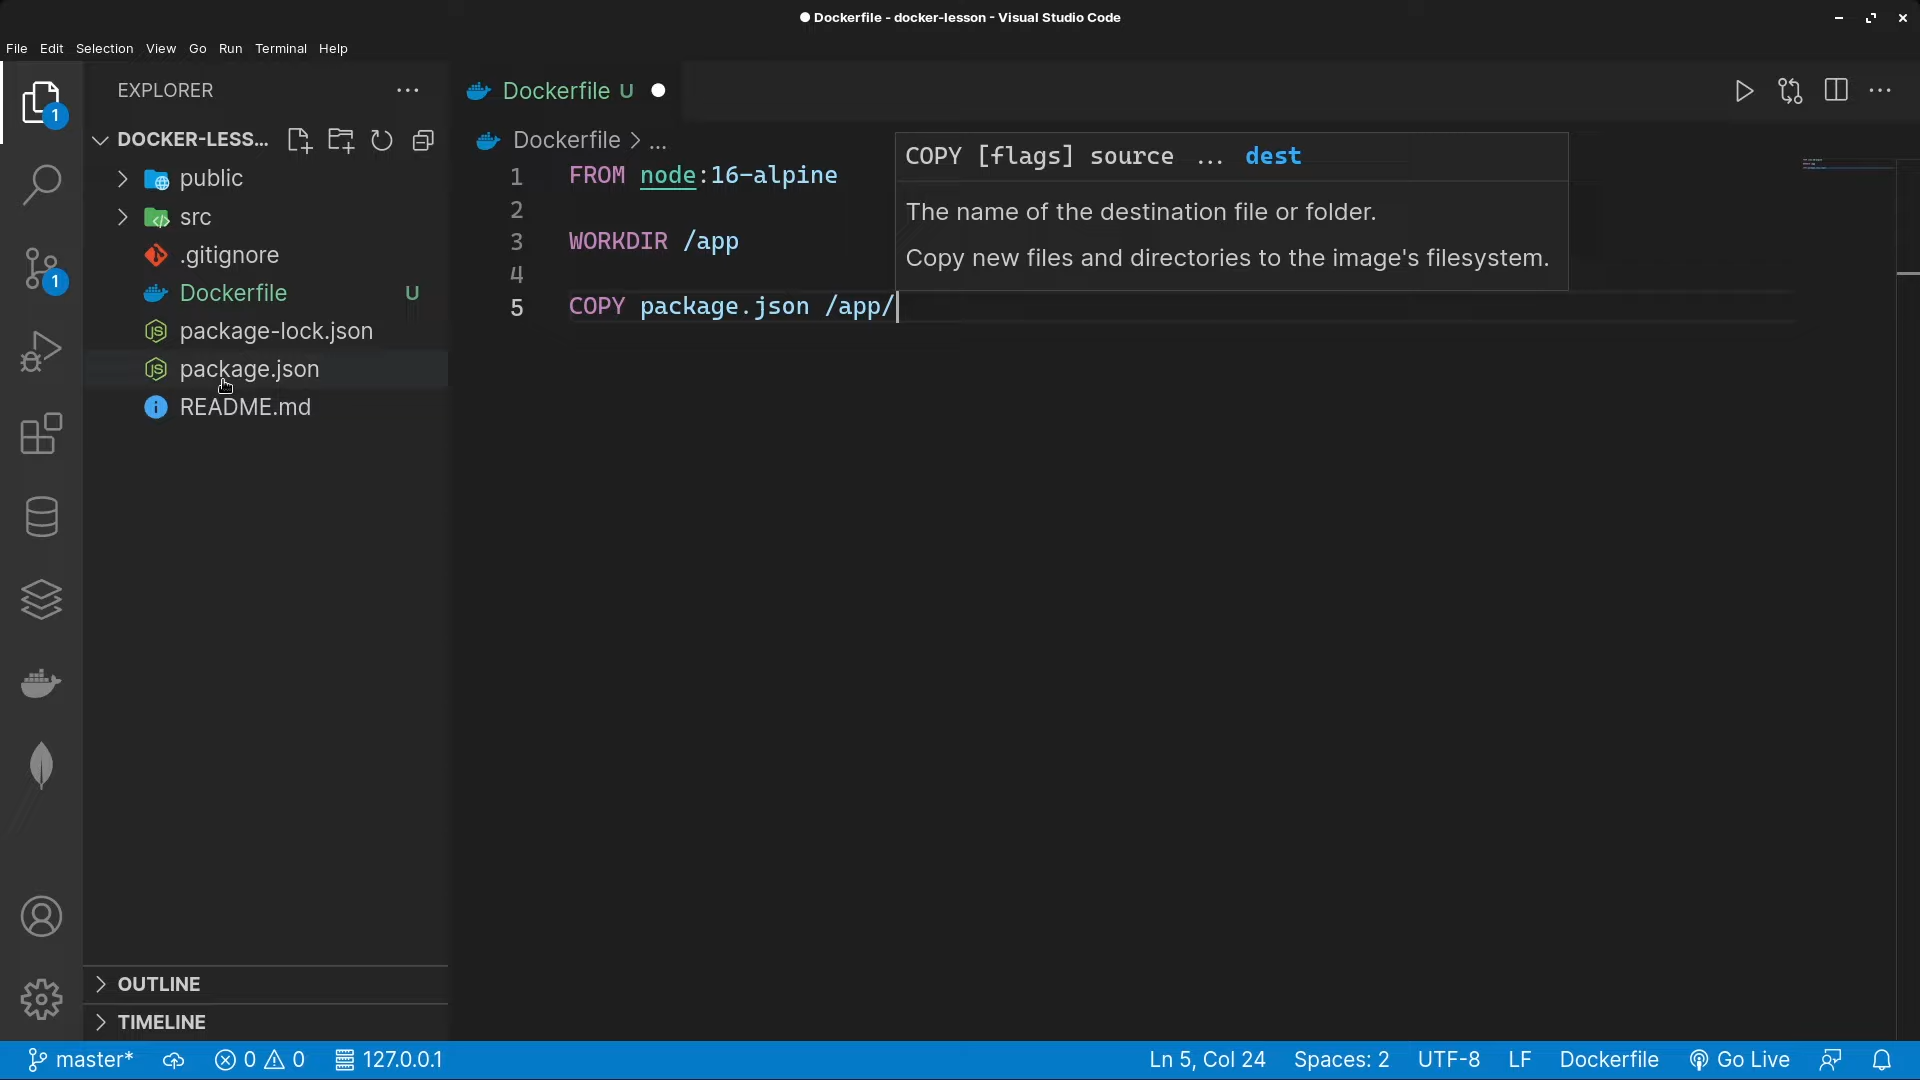 Dockerfile - docker-lesson - Visual Studio Code
File Edit Selection View Go Run Terminal Help
EXPLORER
DOCKER-LESS...
public
src
.gitignore
Dockerfile U
package-lock.json
package.json
README.md
OUTLINE
TIMELINE
1
1
Dockerfile U
Dockerfile > ...
1 FROM node:16-alpine
2
3 WORKDIR /app
4
5 COPY package.json /app/
COPY [flags] source ... dest
The name of the destination file or folder.
Copy new files and directories to the image's filesystem.
master* 0 0 127.0.0.1 Ln 5, Col 24 Spaces: 2 UTF-8 LF Dockerfile Go Live